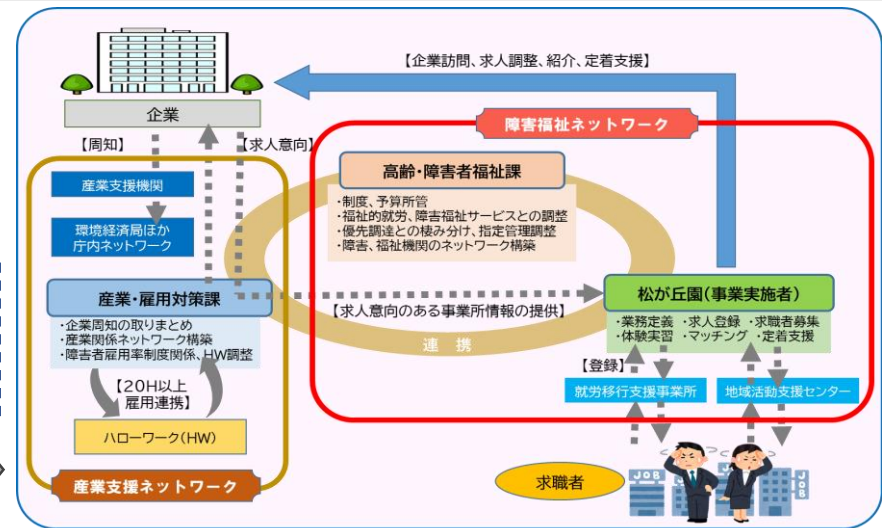 【企業訪問、求人調整、紹介、定着支援】
企業
【周知】
【求人意向】
障害福祉ネットワーク
産業支援機関
環境経済局ほか
庁内ネットワーク
高齢・障害者福祉課
・制度、予算所管
・福祉的就労、障害福祉サービスとの調整
・優先調達との棲み分け、指定管理調整
・障害、福祉機関のネットワーク構築
産業・雇用対策課
・企業周知の取りまとめ
・産業関係ネットワーク構築
・障害者雇用率制度関係、HW調整
【求人意向のある事業所情報の提供】
連携
松が丘園(事業実施者)
・業務定義 ・求人登録 ・求職者募集
・体験実習 ・マッチング ・定着支援
【登録】
就労移行支援事業所
地域活動支援センター
【20H以上
雇用連携】
ハローワーク(HW)
産業支援ネットワーク
求職者
JOB
JOB